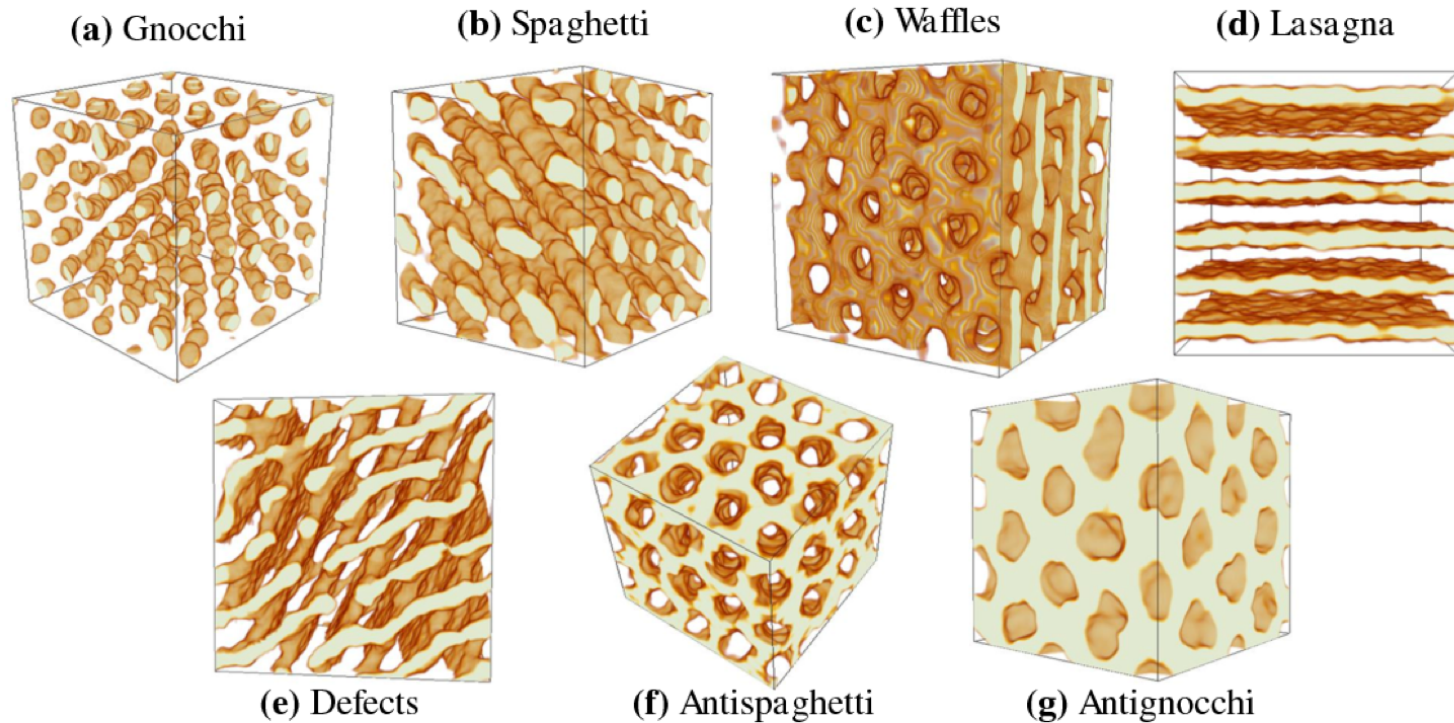 (a) Gnocchi
(b) Spaghetti
(c) Waffles
(d) Lasagna
(e) Defects
(f) Antispaghetti
(g) Antignocchi